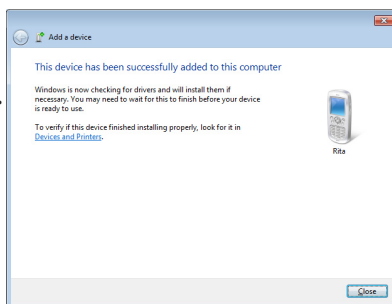 Add a device
This device has been successfully added to this computer
Windows is now checking for drivers and will install them if
necessary. You may need to wait for this to finish before your device
is ready to use.
To verify if this device finished installing properly, look for it in
Devices and Printers.
Rita
Close